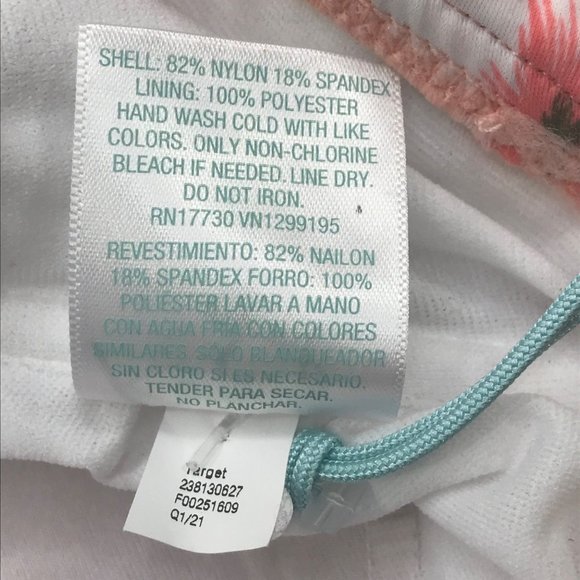 SHELL: 82% NYLON 18% SPANDEX
LINING: 100% POLYESTER
HAND WASH COLD WITH LIKE
COLORS. ONLY NON-CHLORINE
BLEACH IF NEEDED. LINE DRY.
DO NOT IRON.
RN17730 VN1299195
REVESTIMIENTO: 82% NAILON
18% SPANDEX FORRO: 100%
POLIÉSTER LAVAR A MANO
CON AGUA FRIA CON COLORES
SIMILARES. SOLO BLANQUEADOR
SIN CLORO SI ES NECESARIO.
TENDER PARA SECAR.
NO PLANCHAR.
Target
238130627
F00251609
Q1/21